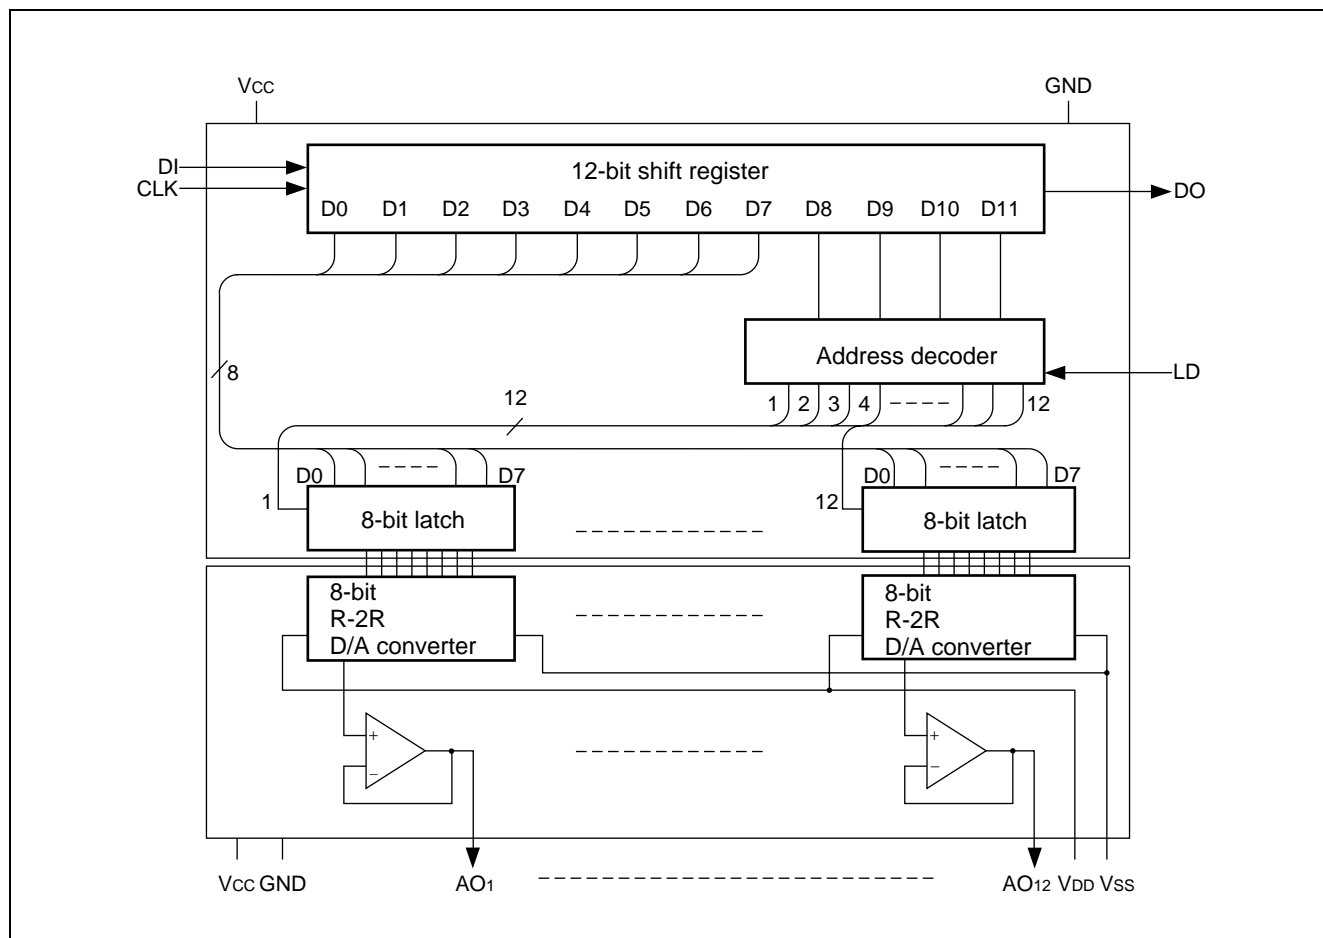 VCC GND
DI
12-bit shift register
CLK
DO
D0 D1 D2 D3 D4 D5 D6 D7 D8 D9 D10 D11
Address decoder
8
LD
12
1 2 3 4 12
D0 D7 D0 D7
1 12
8-bit latch 8-bit latch
8-bit 8-bit
R-2R R-2R
D/A converter D/A converter
+ +
− −
VCC GND AO1 AO12 VDD VSS